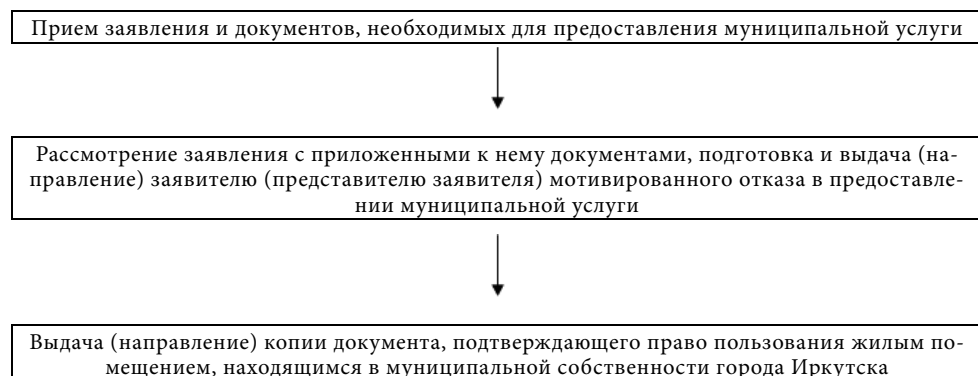 Прием заявления и документов, необходимых для предоставления муниципальной услуги
Рассмотрение заявления с приложенными к нему документами, подготовка и выдача (на-
правление) заявителю (представителю заявителя) мотивированного отказа в предоставле-
нии муниципальной услуги
Выдача (направление) копии документа, подтверждающего право пользования жилым по-
мещением, находящимся в муниципальной собственности города Иркутска